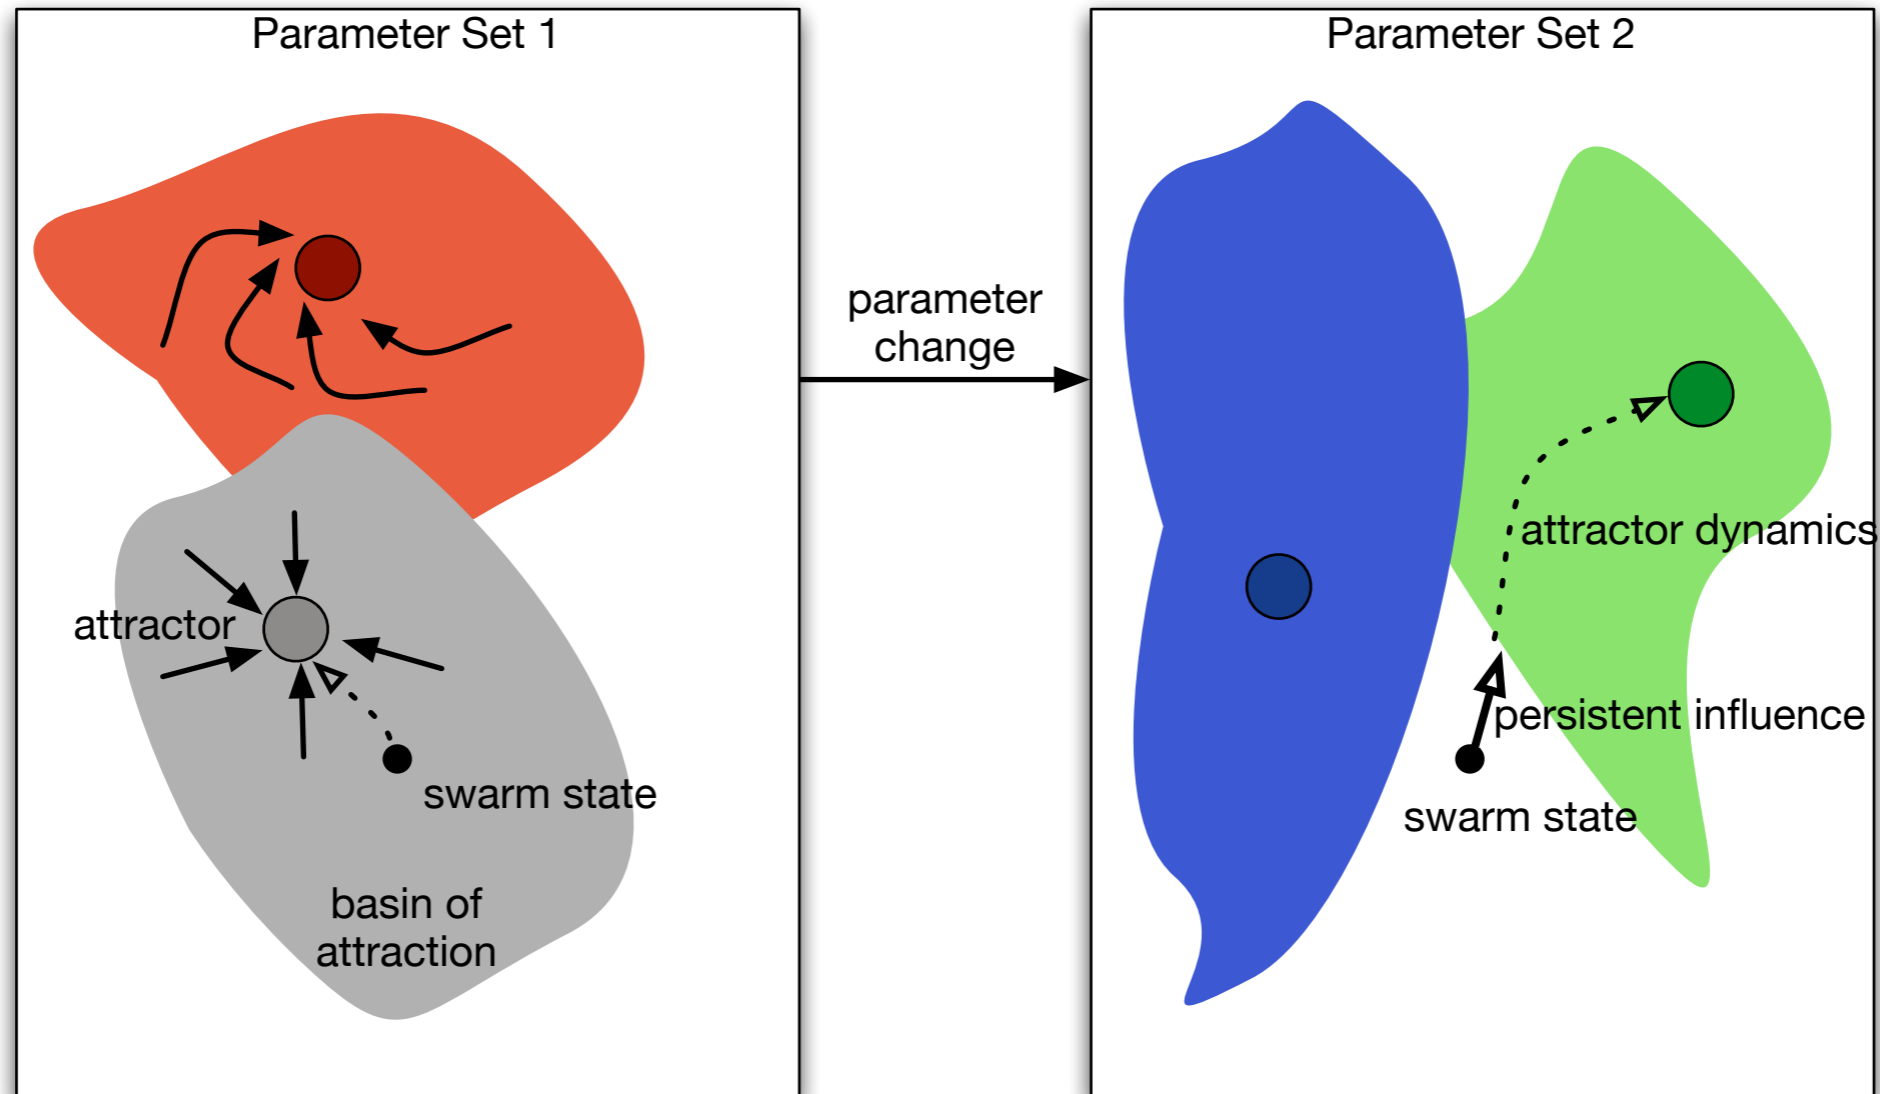 Parameter Set 1
attractor
swarm state
basin of
attraction
parameter
change
Parameter Set 2
attractor dynamics
persistent influence
swarm state